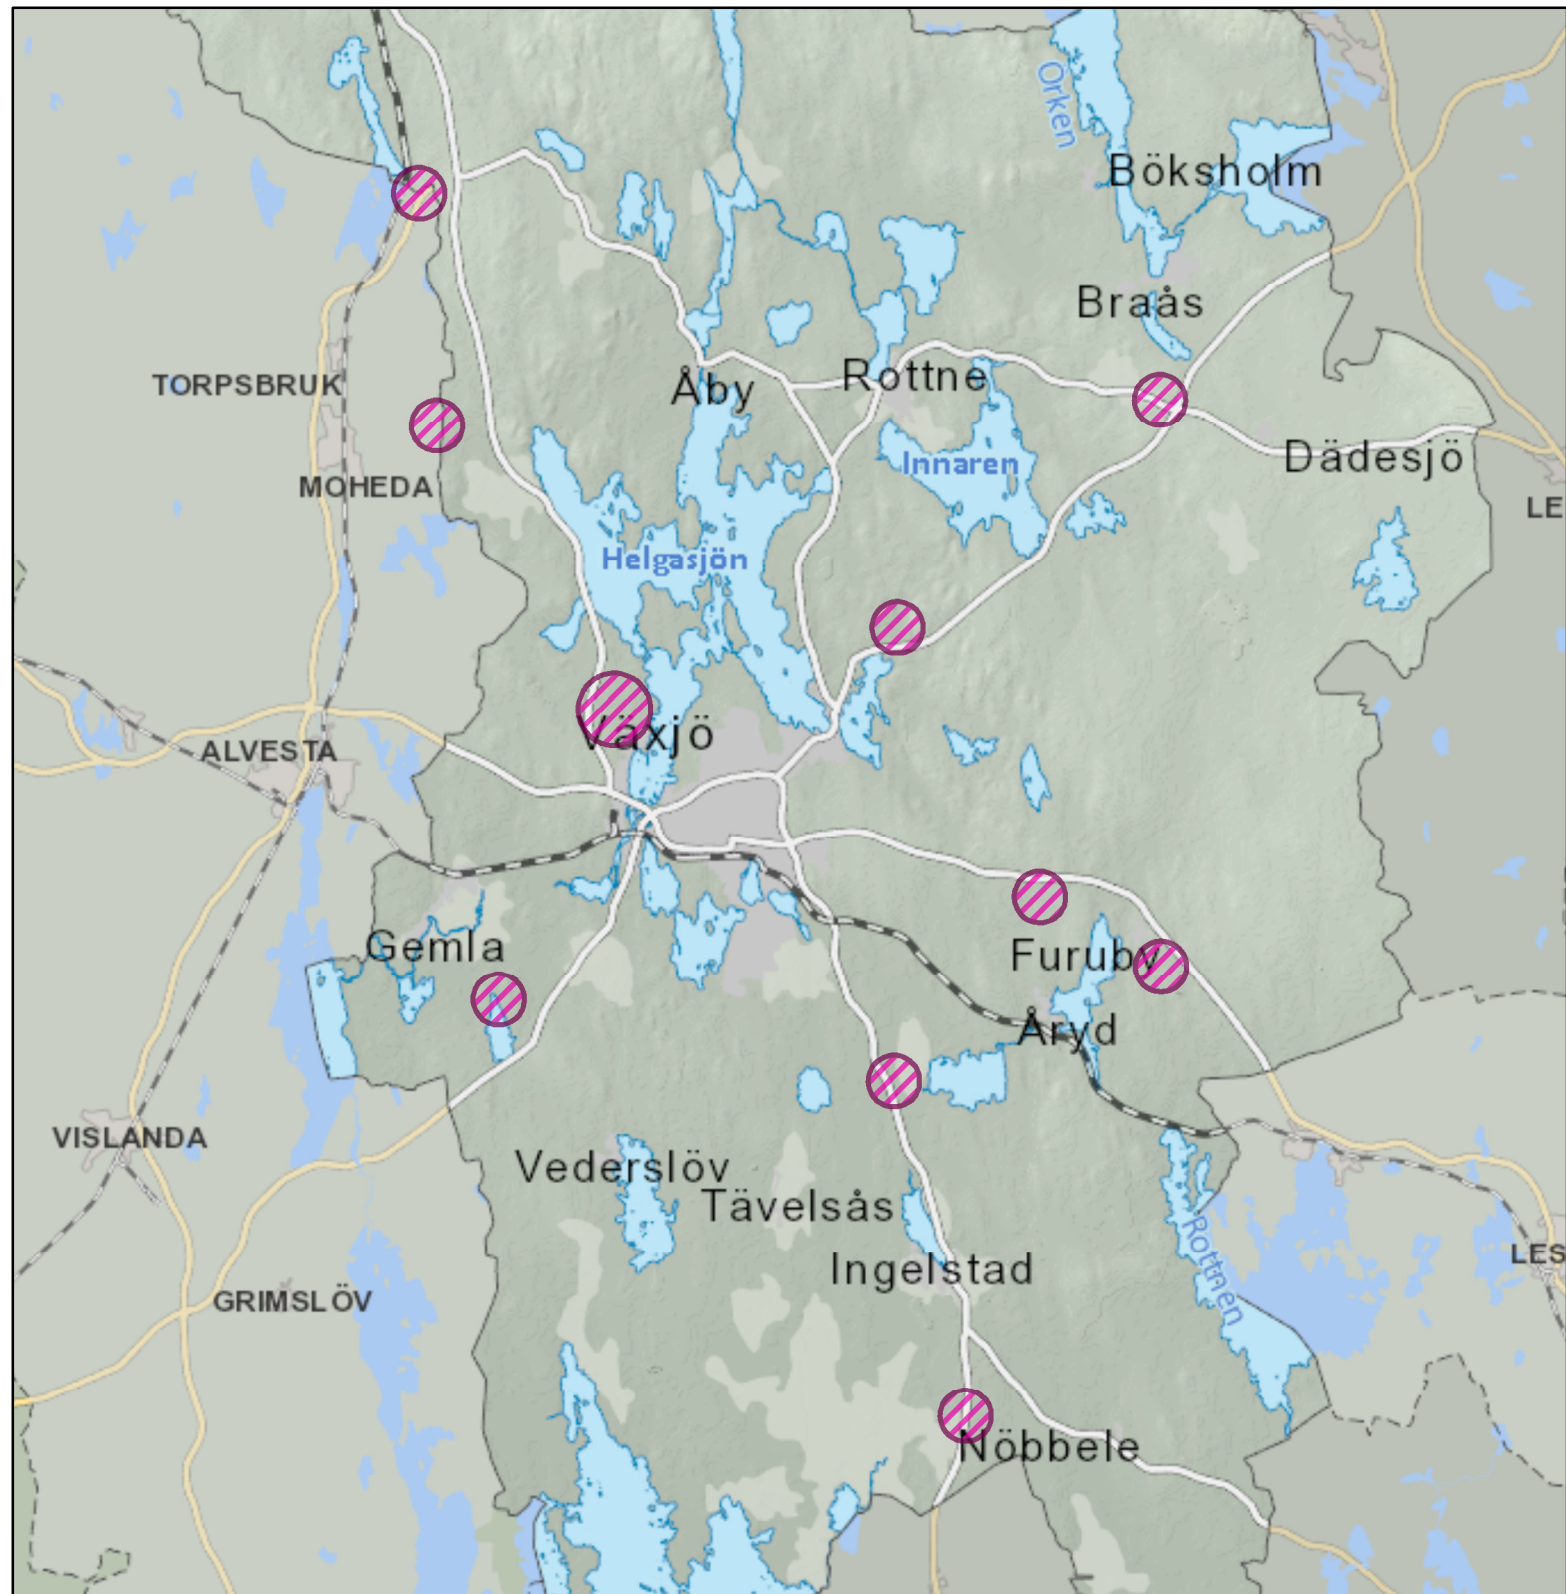 Örken
Böksholm
Braås
TORPSBRUK
Åby
Rottne
Innaren
Dädesjö
MOHEDA
LE
Helgasjön
Växjö
ALVESTA
Gemla
Furuby
Åryd
VISLANDA
Vederslöv
Tävelsås
Ingelstad
Rottnen
LES
GRIMSLÖV
Nöbbele